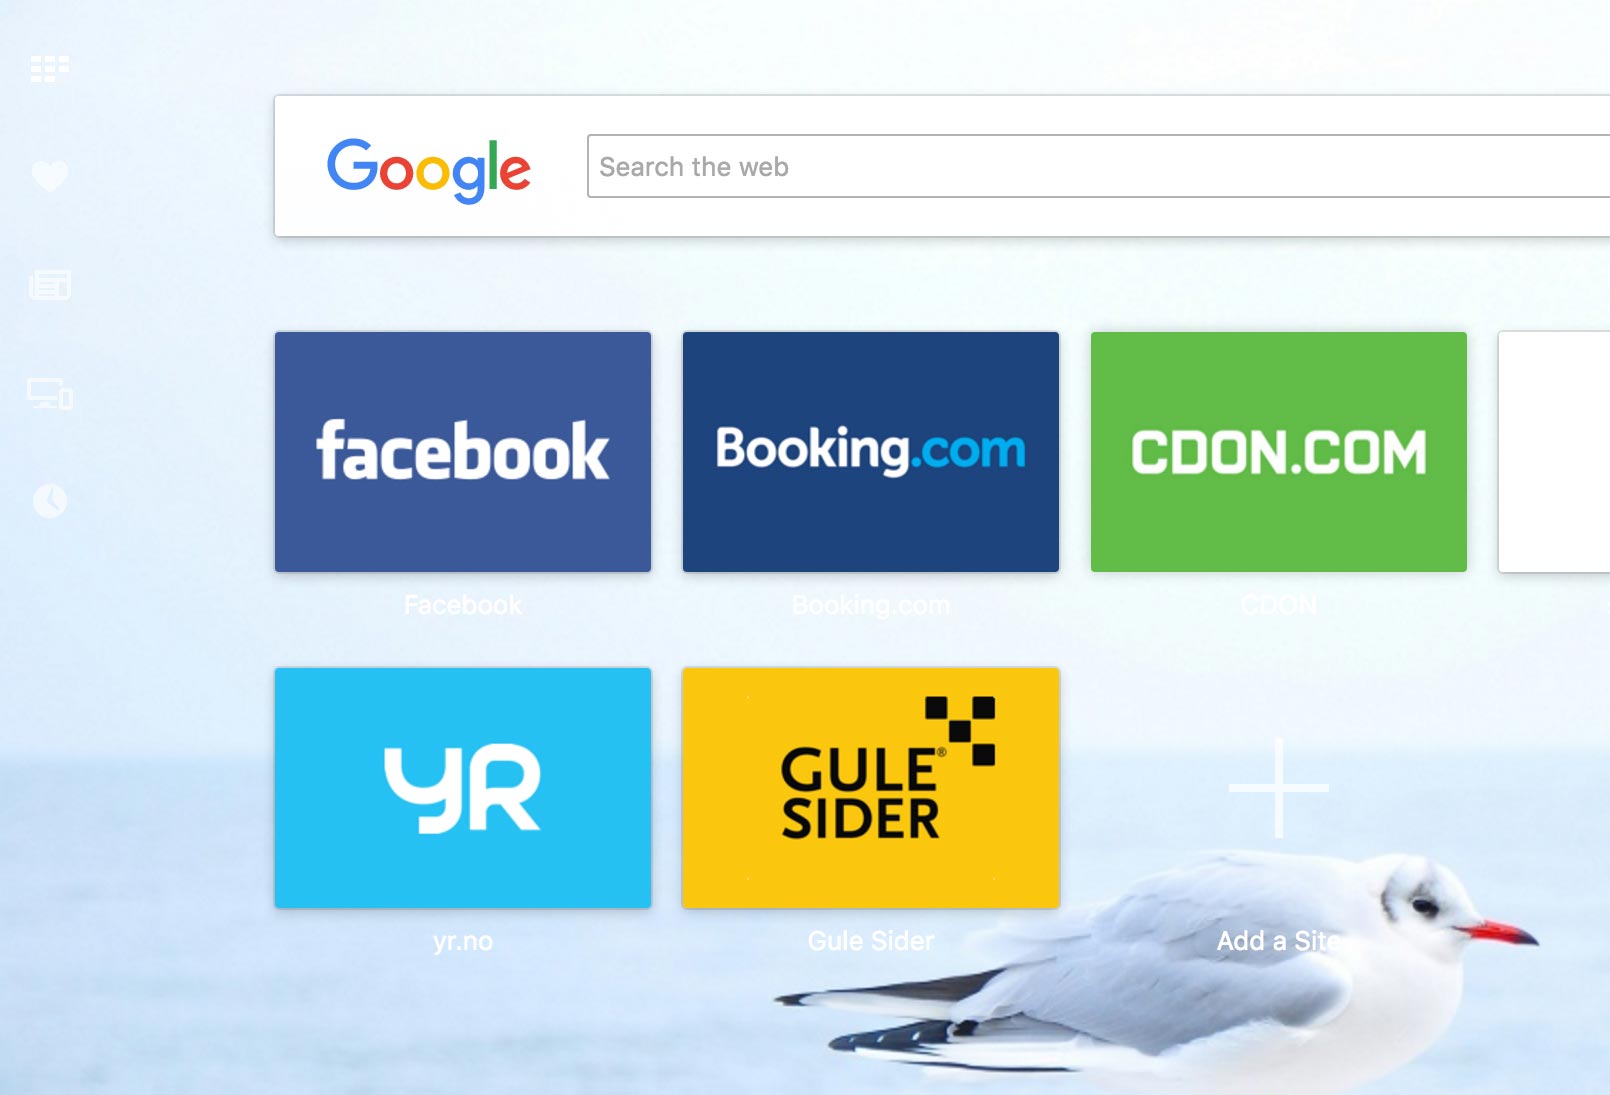 Google
Search the web
facebook
Booking.com
CDON.COM
Facebook
Booking.com
CDON
yR
GULE®
SIDER
yr.no
Gule Sider
Add a Site